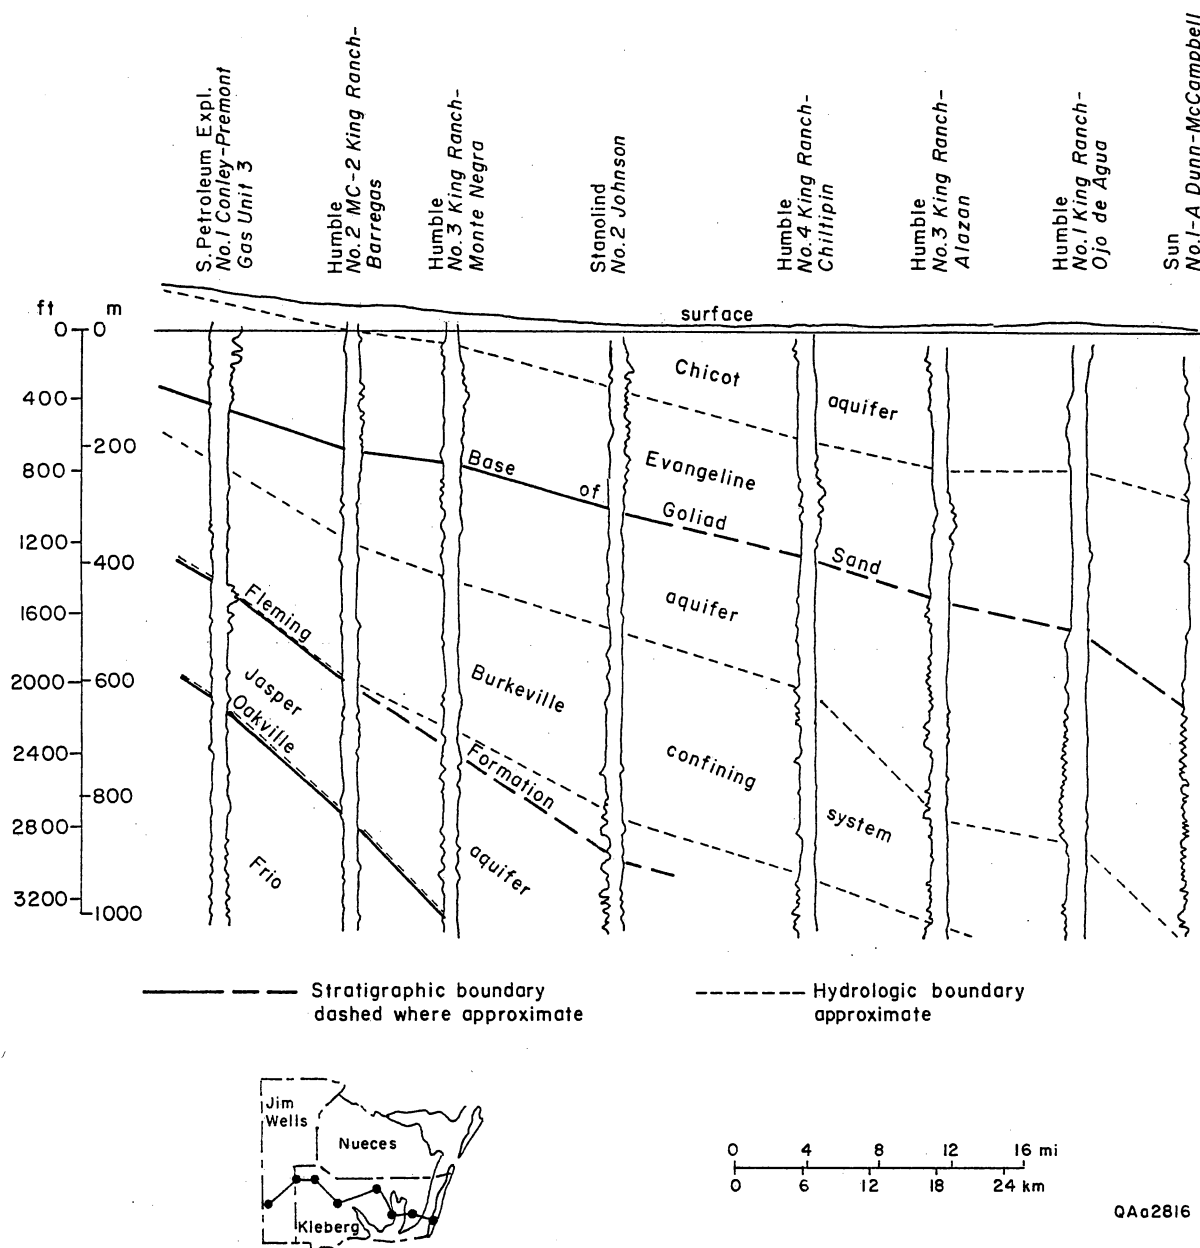 S. Petroleum Expl.
No.1 Conley-Premont
Gas Unit 3
Humble
No.2 MC-2 King Ranch-
Barregas
Humble
No.3 King Ranch-
Monte Negra
Stanolind
No.2 Johnson
Humble
No.4 King Ranch-
Chiltipin
Humble
No.3 King Ranch-
Alazan
Humble
No.1 King Ranch-
Ojo de Agua
Sun
No.1-A Dunn-McCampbell
ft m
0 0
400
200
800
1200
400
1600
2000 600
2400
800
2800
3200
1000
surface
Chicot aquifer
Evangeline
Base of Goliad Sand
aquifer
Fleming
Formation
Burkeville
confining
system
Jasper
Oakville
aquifer
Frio
Stratigraphic boundary
dashed where approximate
Hydrologic boundary
approximate
Jim
Wells
Nueces
Kleberg
0 4 8 12 16 mi
0 6 12 18 24 km
QAa2816